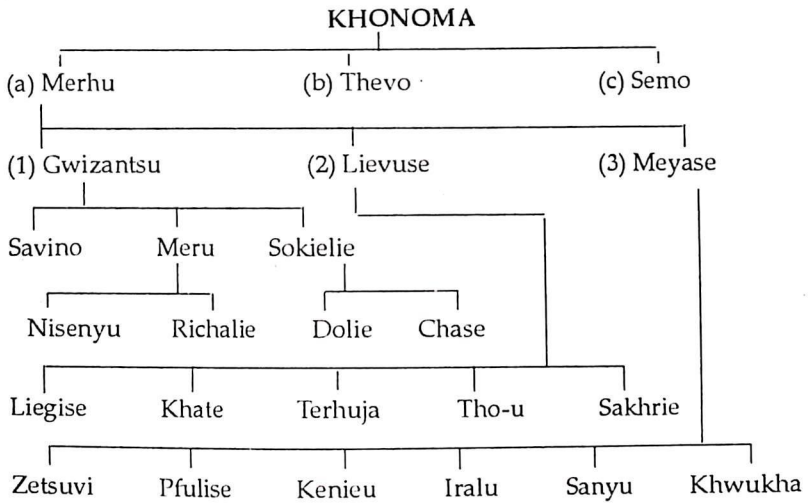 KHONOMA
(a) Merhu (b) Thevo (c) Semo
(1) Gwizantsu (2) Lievuse (3) Meyase
Savino Meru Sokielie
Nisenyu Richalie Dolie Chase
Liegise Khate Terhuja Tho-u Sakhrie
Zetsuvi Pfulise Kenieu Iralu Sanyu Khwukha